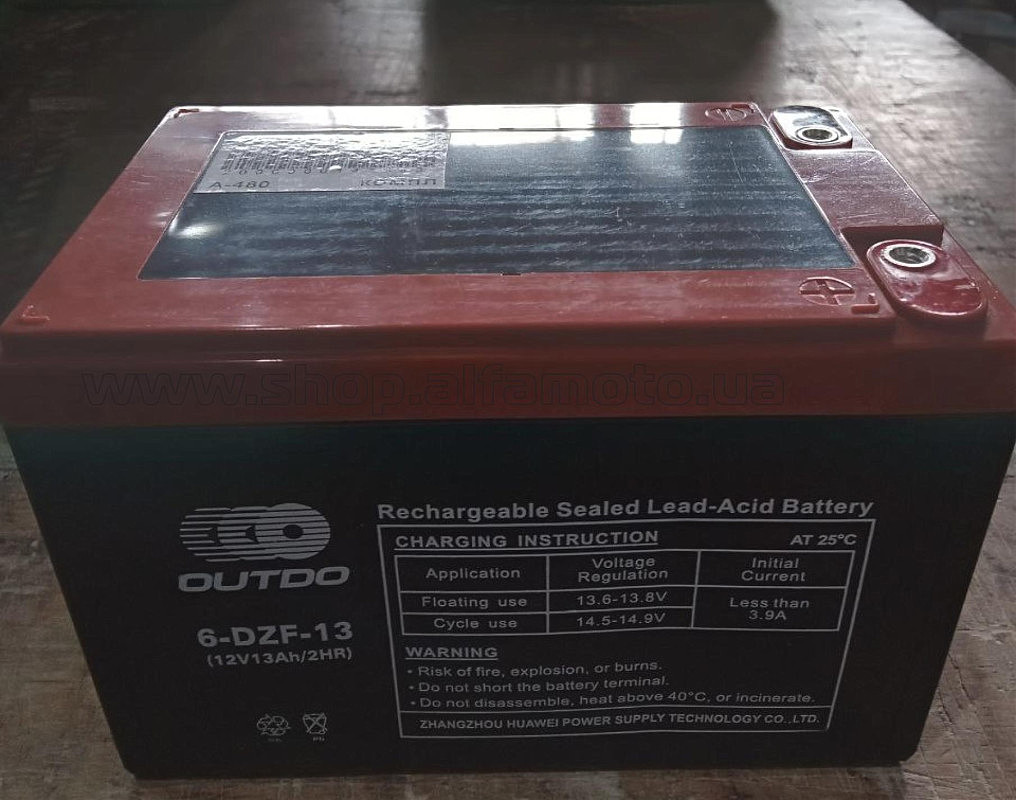 A-480 КОМПЛ
www.shop.alfamoto.ua
OUTDO
6-DZF-13
(12V13Ah/2HR)
Rechargeable Sealed Lead-Acid Battery
CHARGING INSTRUCTION AT 25°C
Application Voltage Regulation Initial Current
Floating use 13.6-13.8V Less than 3.9A
Cycle use 14.5-14.9V
WARNING
• Risk of fire, explosion, or burns.
• Do not short the battery terminal.
• Do not disassemble, heat above 40°C, or incinerate.
ZHANGZHOU HUAWEI POWER SUPPLY TECHNOLOGY CO.,LTD.